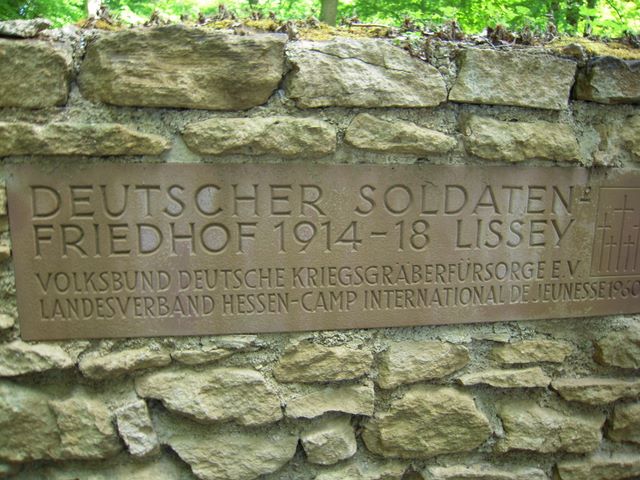 DEUTSCHER SOLDATEN=
FRIEDHOF 1914-18 LISSEY
VOLKSBUND DEUTSCHE KRIEGSGRÄBERFÜRSORGE E.V.
LANDESVERBAND HESSEN-CAMP INTERNATIONAL DE JEUNESSE 1960